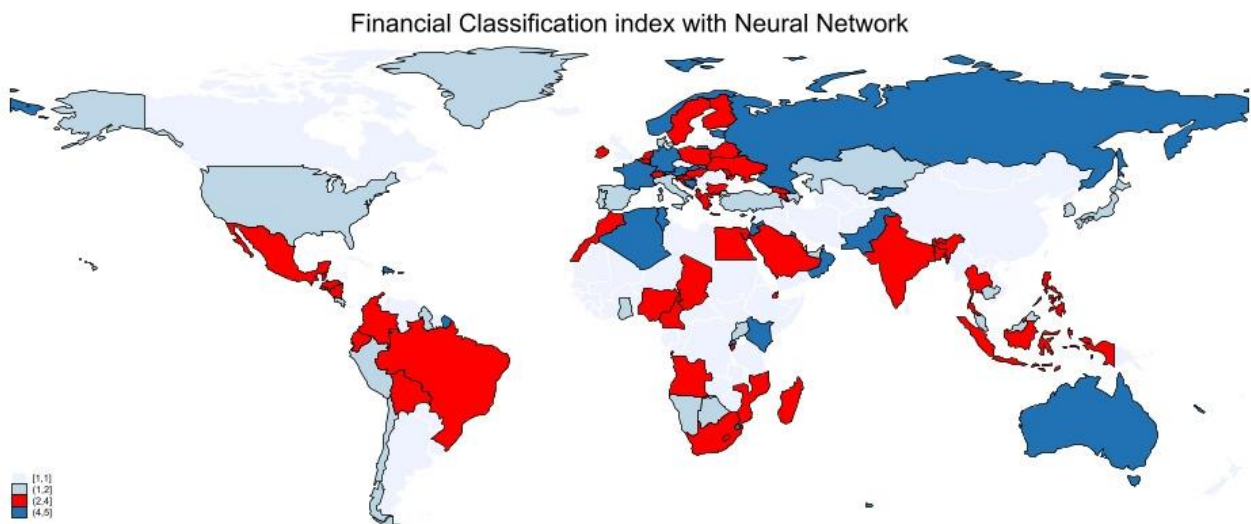 Financial Classification index with Neural Network
[1,1]
(1,2]
(2,4]
(4,5]